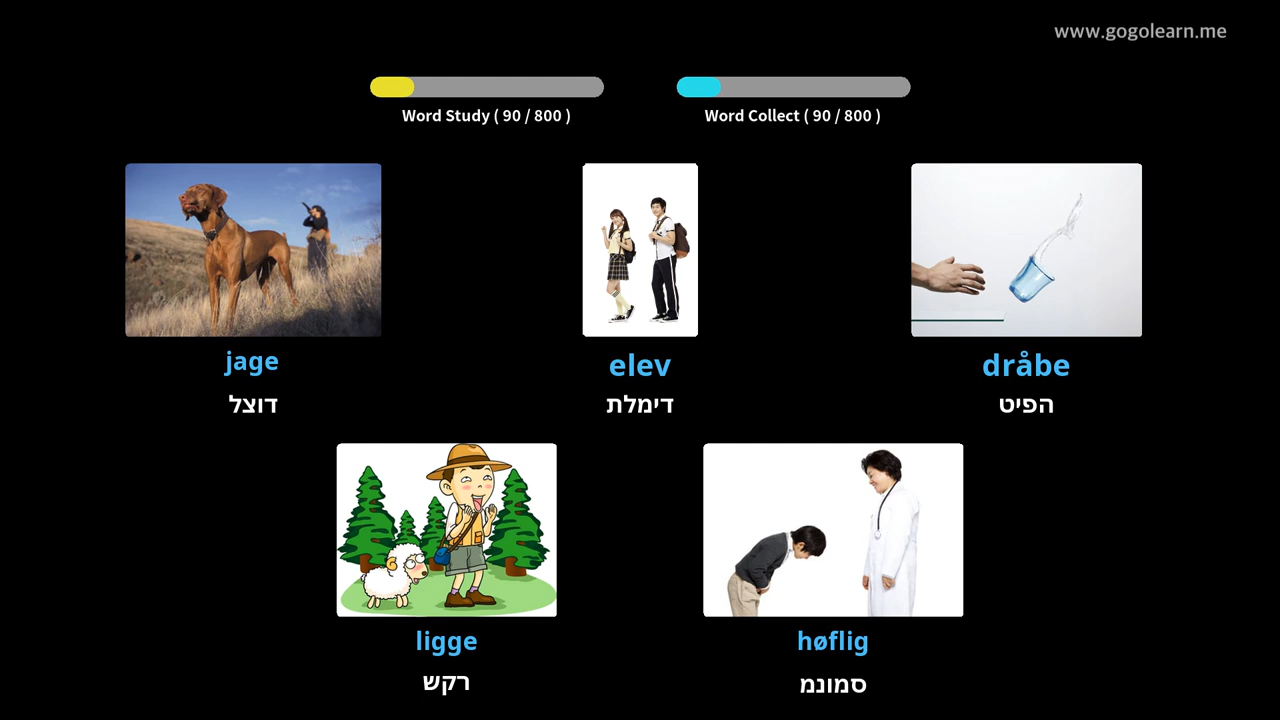 www.gogolearn.me
Word Study ( 90 / 800 )
Word Collect ( 90 / 800 )
jage
דוצל
elev
דימלת
dråbe
הפיט
ligge
רקש
høflig
סמונמ